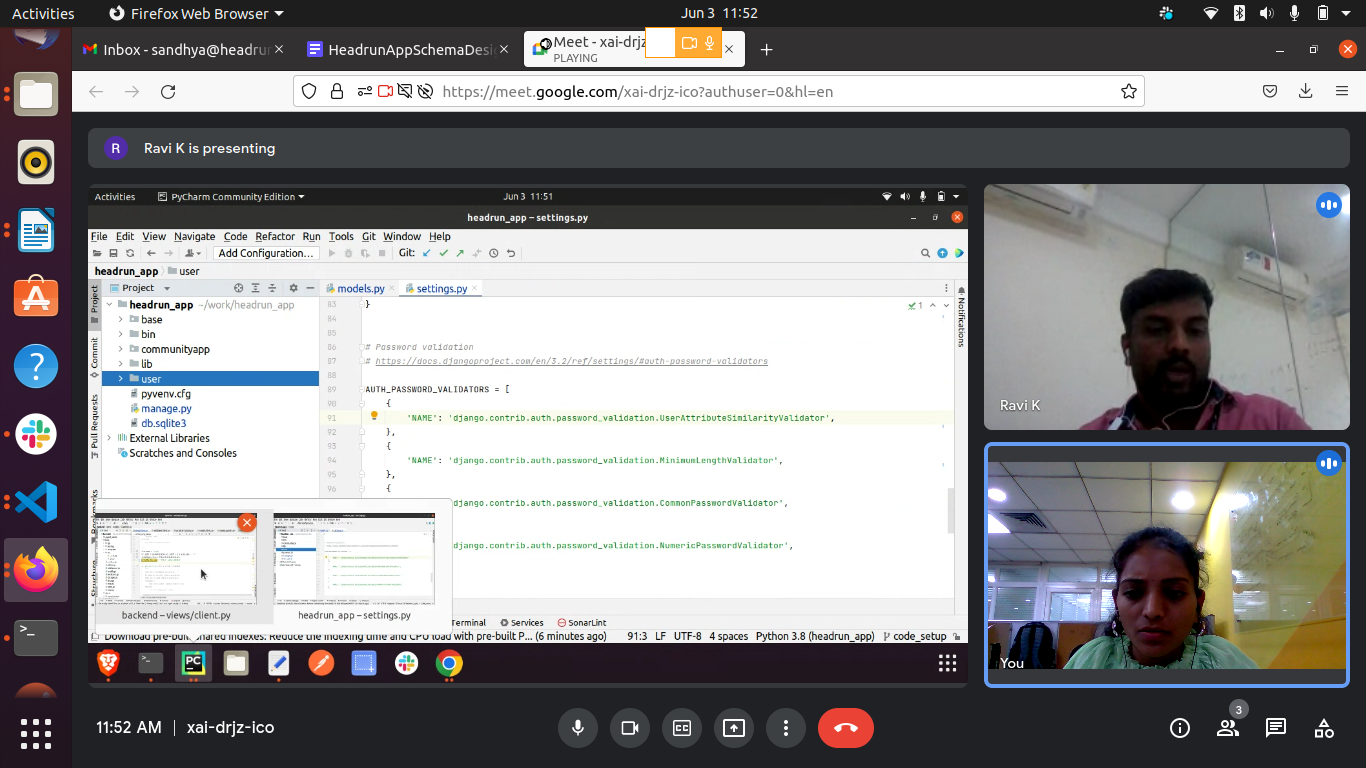 Activities Firefox Web Browser Jun 3 11:52
Inbox - sandhya@headru
HeadrunAppSchemaDesi
Meet - xai-drjz
PLAYING
https://meet.google.com/xai-drjz-ico?authuser=0&hl=en
R Ravi K is presenting
Activities PyCharm Community Edition Jun 3 11:51
headrun_app – settings.py
File Edit View Navigate Code Refactor Run Tools Git Window Help
Add Configuration... Git:
headrun_app user
Project
headrun_app ~/work/headrun_app
base
bin
communityapp
lib
user
pyvenv.cfg
manage.py
db.sqlite3
External Libraries
Scratches and Consoles
Project
Commit
Pull Requests
models.py settings.py
1
83 }
84
85
86 # Password validation
87 # https://docs.djangoproject.com/en/3.2/ref/settings/#auth-password-validators
88
89 AUTH_PASSWORD_VALIDATORS = [
90 {
91 'NAME': 'django.contrib.auth.password_validation.UserAttributeSimilarityValidator',
92 },
93 {
94 'NAME': 'django.contrib.auth.password_validation.MinimumLengthValidator',
95 },
96 {
django.contrib.auth.password_validation.CommonPasswordValidator'
django.contrib.auth.password_validation.NumericPasswordValidator',
Notifications
backend – views/client.py
headrun_app – settings.py
Terminal Services SonarLint
Download pre-built shared indexes: Reduce the indexing time and CPU load with pre-built P... (6 minutes ago) 91:3 LF UTF-8 4 spaces Python 3.8 (headrun_app) code_setup
PC
Ravi K
You
11:52 AM | xai-drjz-ico
CC
3